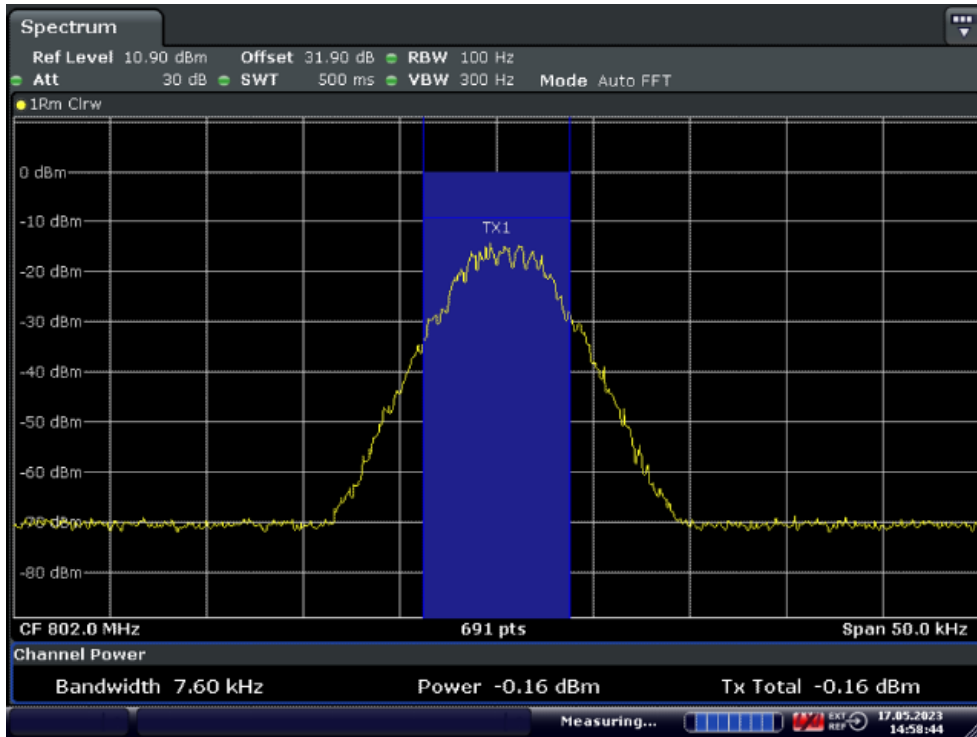 Spectrum
Ref Level 10.90 dBm Offset 31.90 dB RBW 100 Hz
Att 30 dB SWT 500 ms VBW 300 Hz Mode Auto FFT
1Rm Clrw
0 dBm
-10 dBm
TX1
-20 dBm
-30 dBm
-40 dBm
-50 dBm
-60 dBm
-70 dBm
-80 dBm
CF 802.0 MHz 691 pts Span 50.0 kHz
Channel Power
Bandwidth 7.60 kHz Power -0.16 dBm Tx Total -0.16 dBm
Measuring... EXT REF 17.05.2023
14:58:44